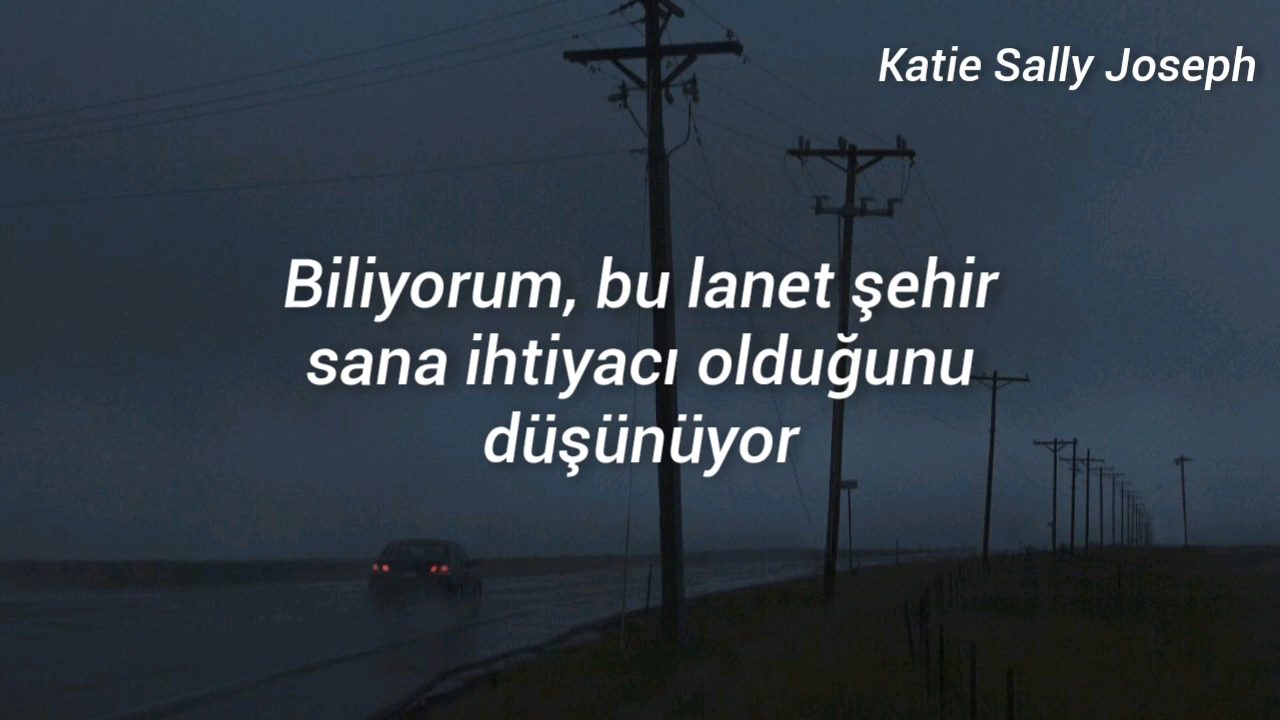 Katie Sally Joseph
Biliyorum, bu lanet şehir
sana ihtiyacı olduğunu
düşünüyor